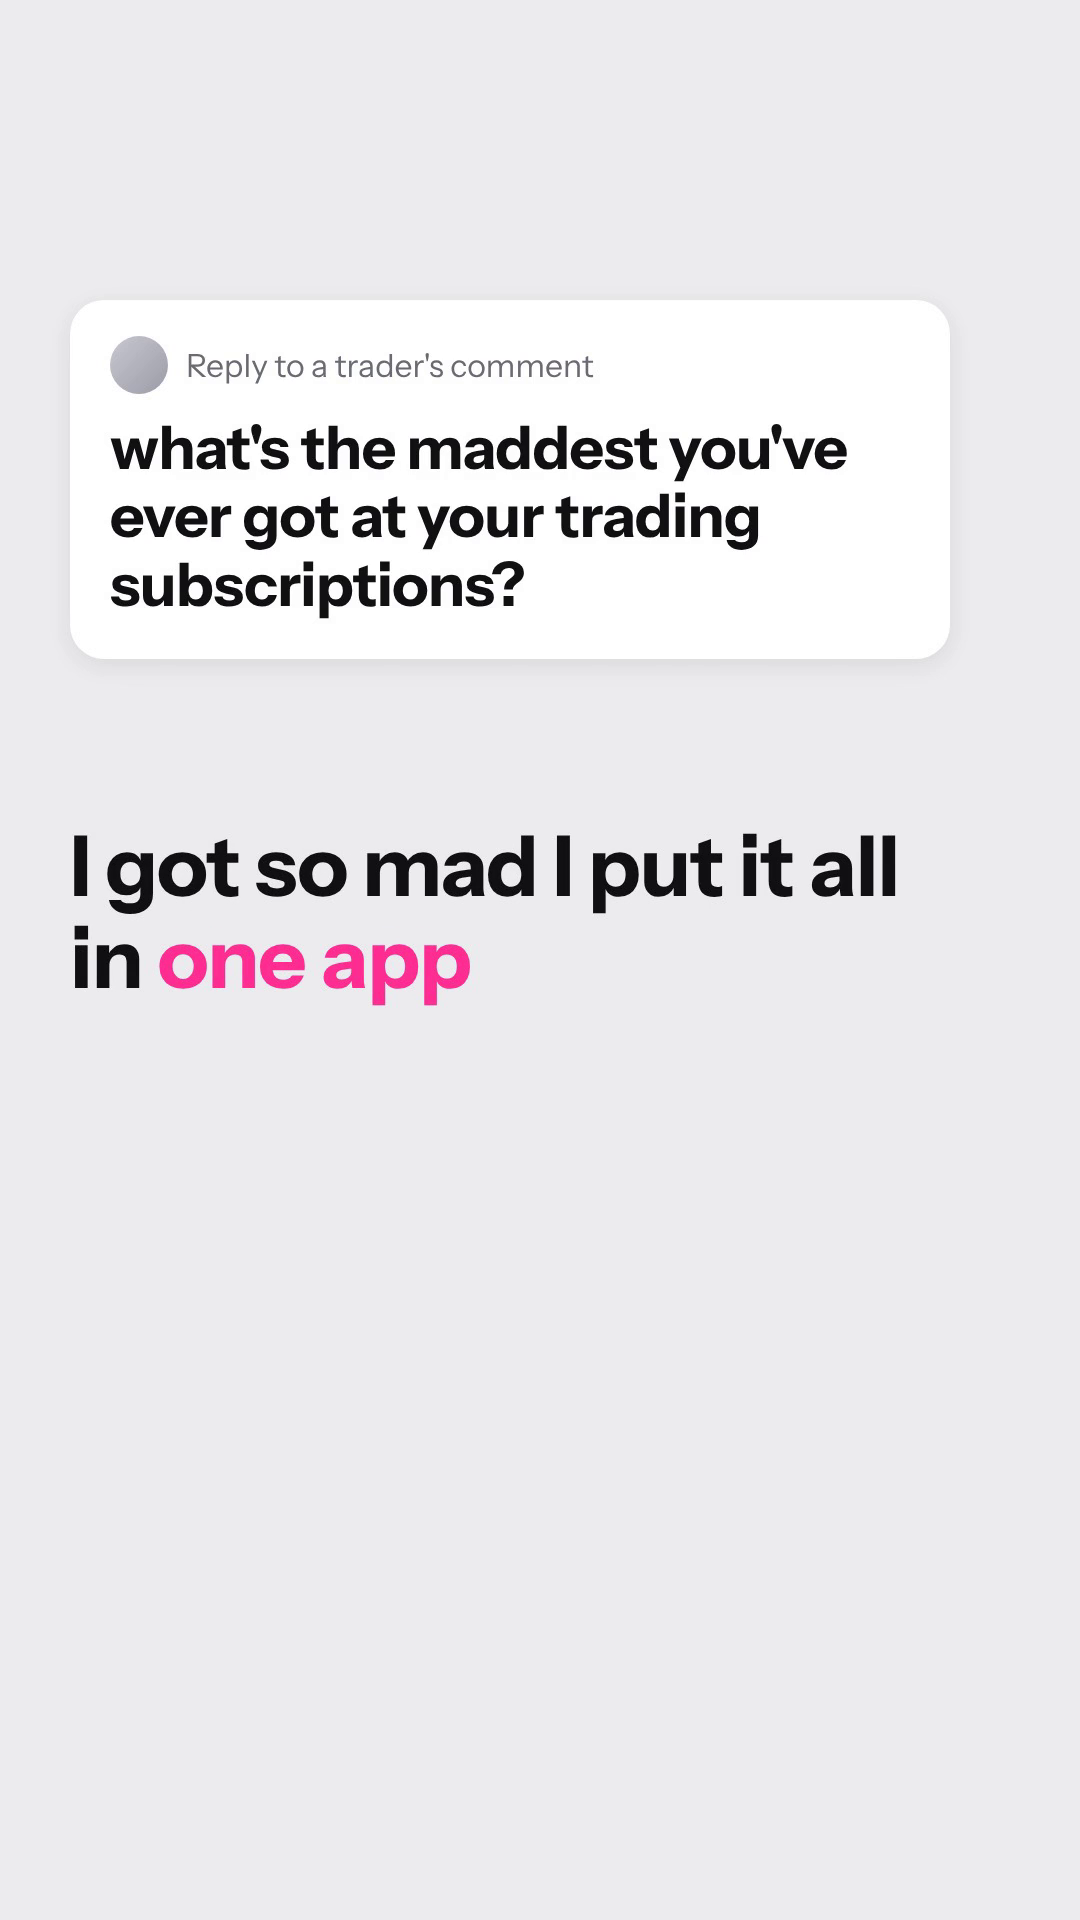 Reply to a trader's comment
what's the maddest you've
ever got at your trading
subscriptions?
I got so mad I put it all
in one app